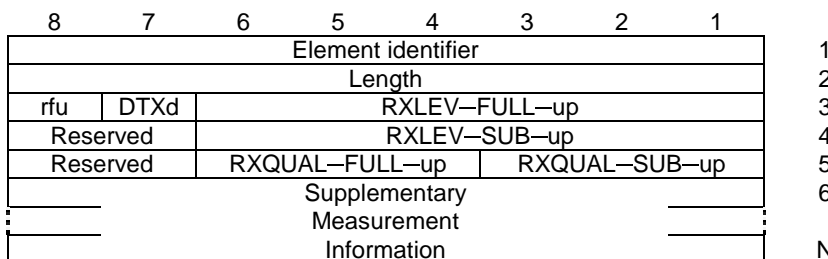 8 7 6 5 4 3 2 1
Element identifier 1
Length 2
rfu DTXd RXLEV—FULL—up 3
Reserved RXLEV—SUB—up 4
Reserved RXQUAL—FULL—up RXQUAL—SUB—up 5
Supplementary 6
Measurement
Information N